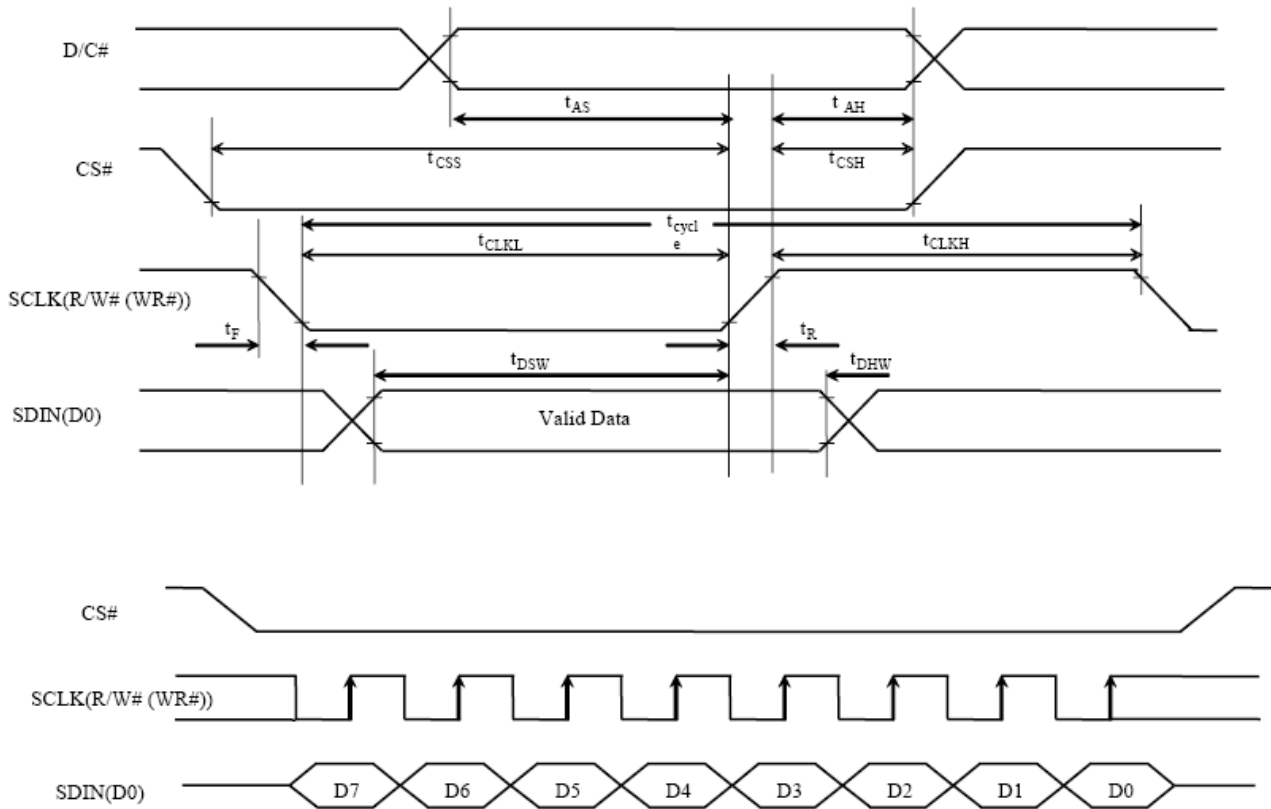 D/C#
tAS
t AH
CS#
tCSS
tCSH
tcycl
e
tCLKL
tCLKH
SCLK(R/W# (WR#))
tF
tR
tDSW
tDHW
SDIN(D0)
Valid Data
CS#
SCLK(R/W# (WR#))
SDIN(D0)
D7 D6 D5 D4 D3 D2 D1 D0